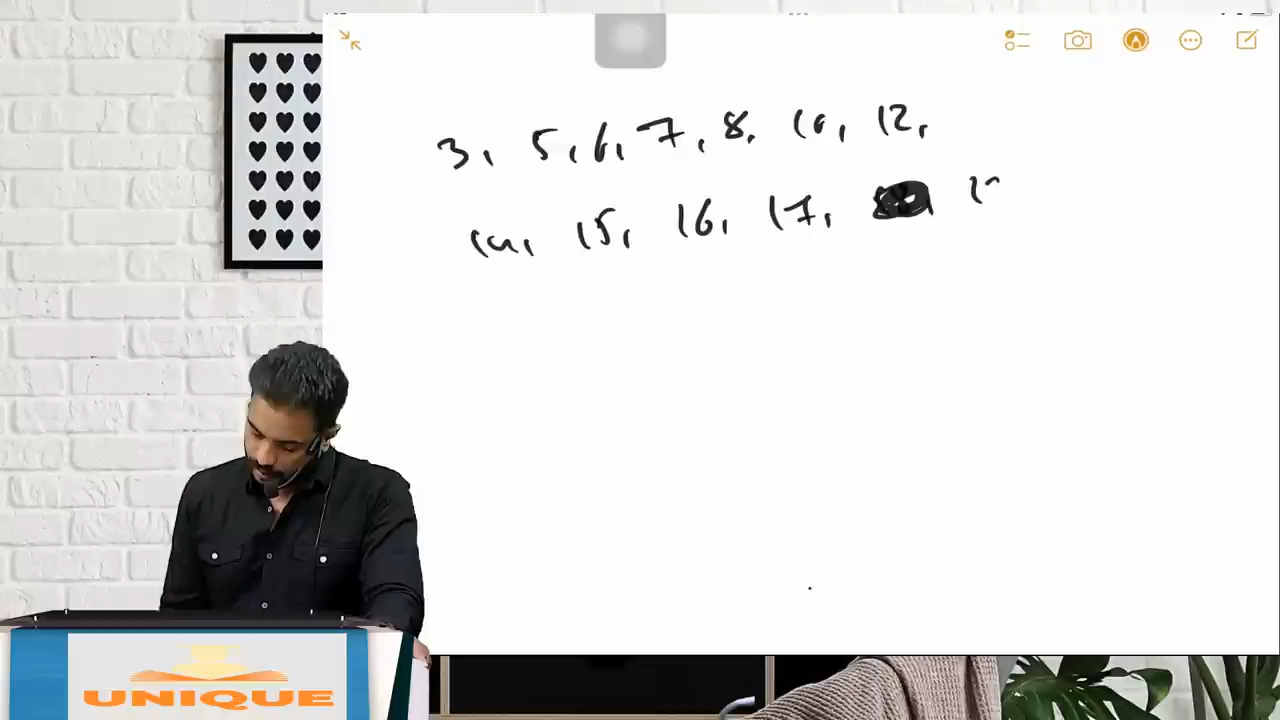 3, 5, 6, 7, 8, 10, 12,
14, 15, 16, 17,
UNIQUE